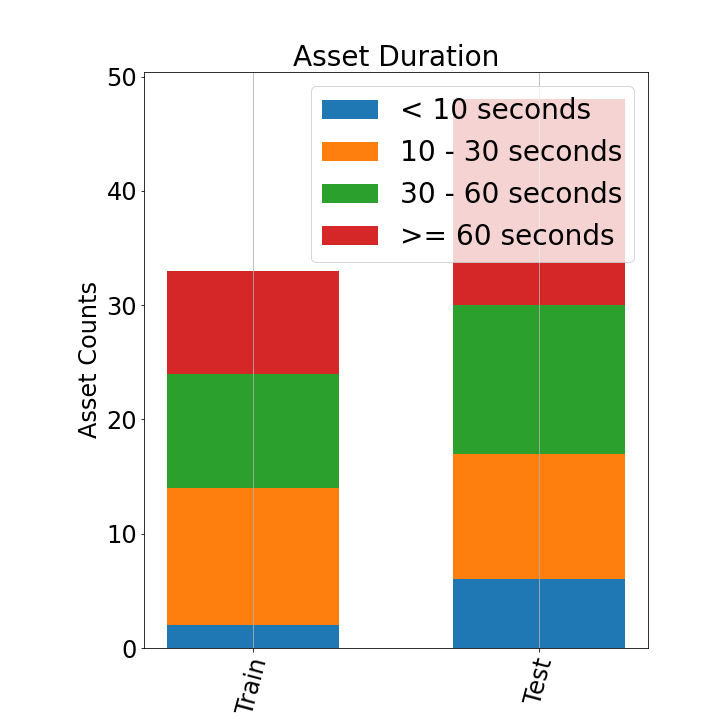 Asset Duration
50
40
30
20
10
0
Asset Counts
< 10 seconds
10 - 30 seconds
30 - 60 seconds
>= 60 seconds
Train
Test